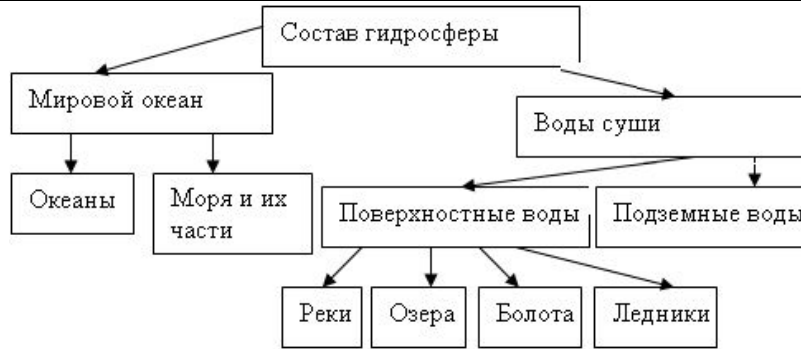 Состав гидросферы
Мировой океан
Воды суши
Океаны
Моря и их
части
Поверхностные воды
Подземные воды
Реки
Озера
Болота
Ледники